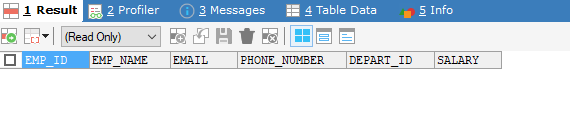 1 Result 2 Profiler 3 Messages 4 Table Data 5 Info
(Read Only)
EMP_ID EMP_NAME EMAIL PHONE_NUMBER DEPART_ID SALARY